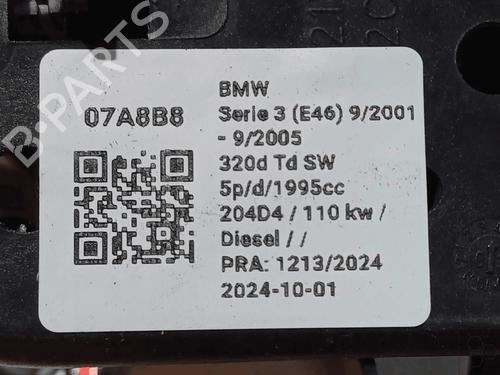 07A8B8
BMW
Serie 3 (E46) 9/2001
- 9/2005
320d Td SW
5p/d/1995cc
204D4 / 110 kw /
Diesel / /
PRA: 1213/2024
2024-10-01
B-PARTS